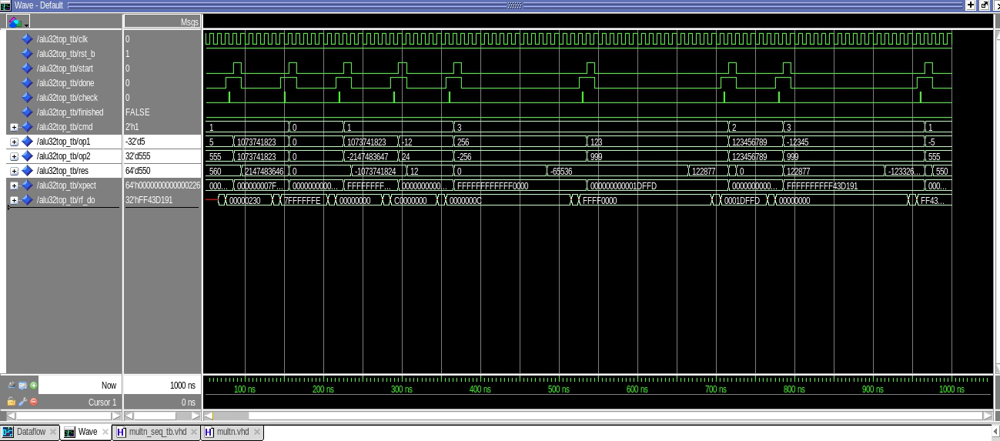 Wave - Default
Msgs
/alu32top_tb/clk 0
/alu32top_tb/rst_b 1
/alu32top_tb/start 0
/alu32top_tb/done 0
/alu32top_tb/check 0
/alu32top_tb/finished FALSE
/alu32top_tb/cmd 2'h1 1 0 1 3 2 3 1
/alu32top_tb/op1 -32'd5 5 1073741823 0 1073741823 -12 256 123 123456789 -12345 -5
/alu32top_tb/op2 32'd555 555 1073741823 0 -2147483647 24 -256 999 123456789 999 555
/alu32top_tb/res 64'd550 560 2147483646 0 -1073741824 12 0 -65536 122877 0 122877 -123326... 550
/alu32top_tb/xpect 64'h0000000000000226 000... 000000007F... 0000000000... FFFFFFFF... 0000000000... FFFFFFFFFFFF0000 000000000001DFFD 0000000000... FFFFFFFFFF43D191 000...
/alu32top_tb/rf_do 32'hFF43D191 00000230 7FFFFFFE 00000000 C0000000 0000000C FFFF0000 0001DFFD 00000000 FF43...
Now 1000 ns 100 ns 200 ns 300 ns 400 ns 500 ns 600 ns 700 ns 800 ns 900 ns 1000 ns
Cursor 1 0 ns
Dataflow Wave multn_seq_tb.vhd multn.vhd